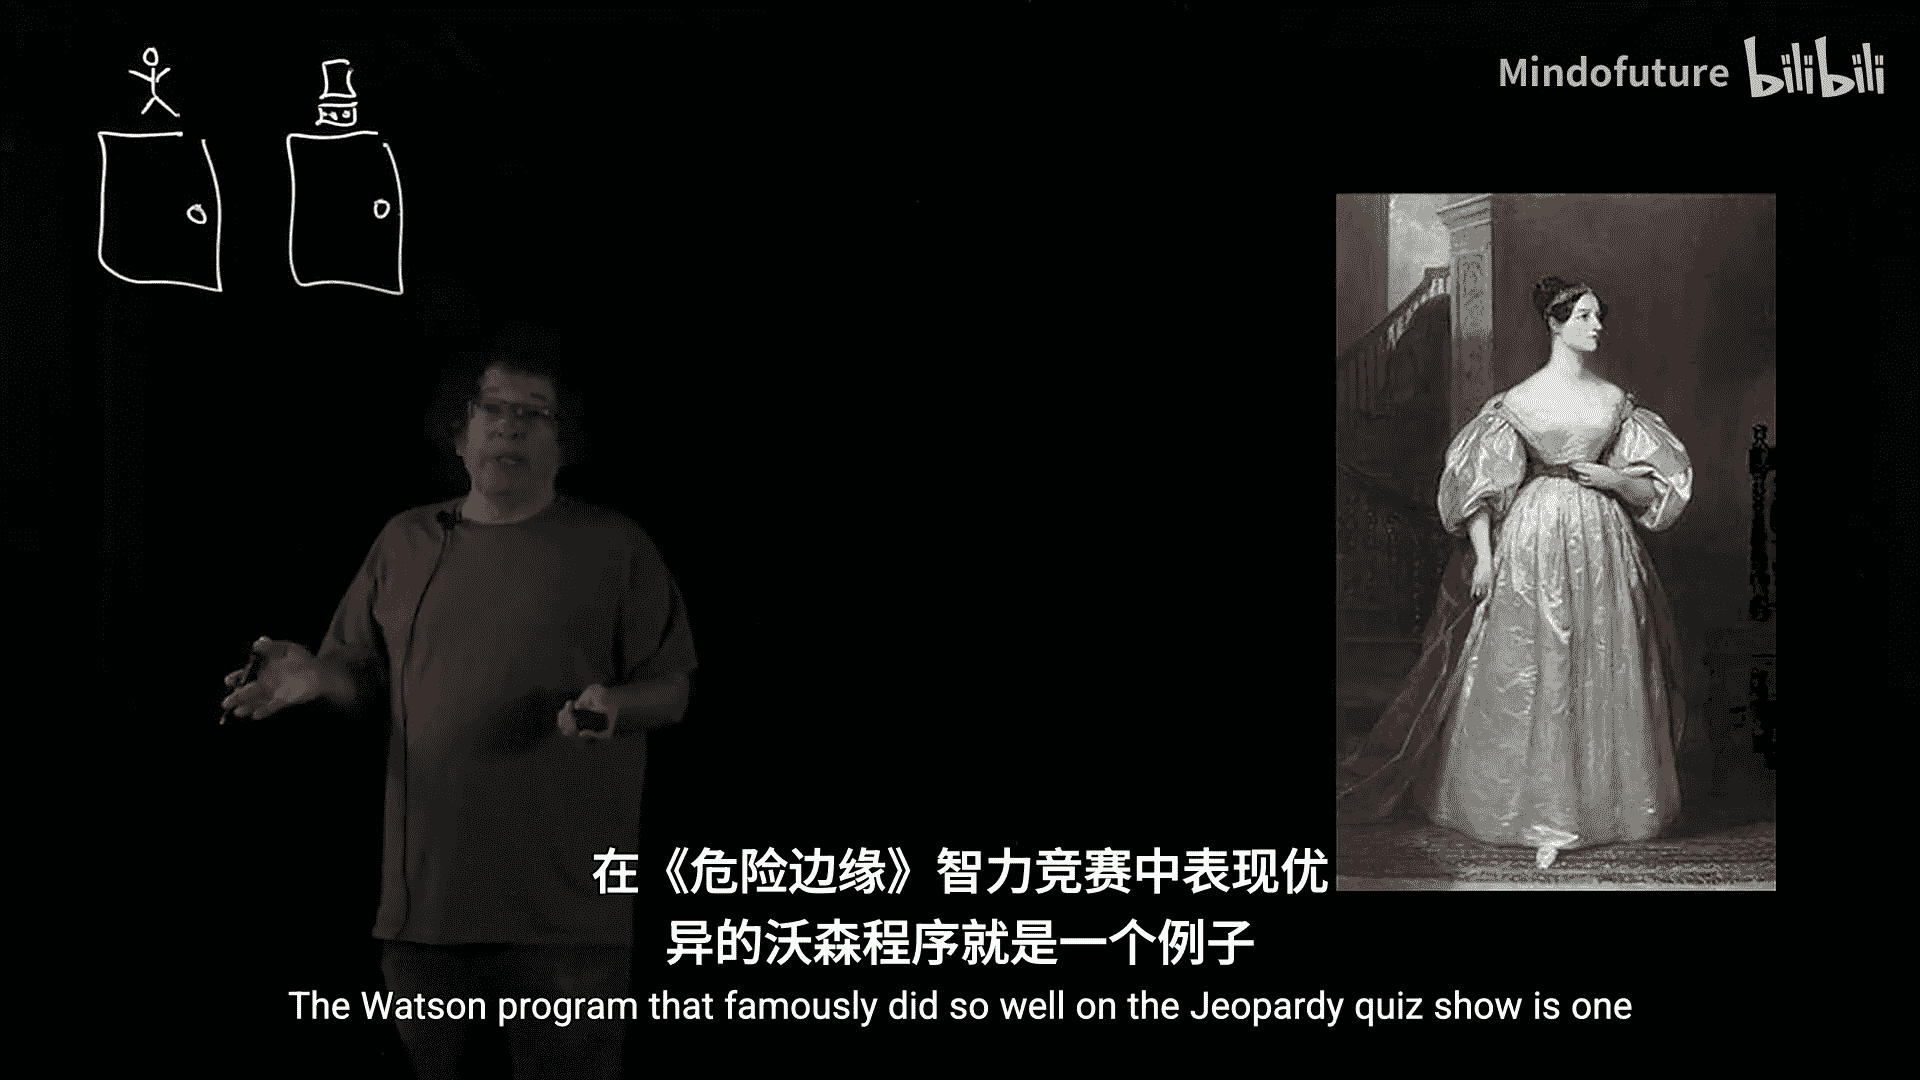 Mindofuture bilibili
在《危险边缘》智力竞赛中表现优
异的沃森程序就是一个例子
The Watson program that famously did so well on the Jeopardy quiz show is one